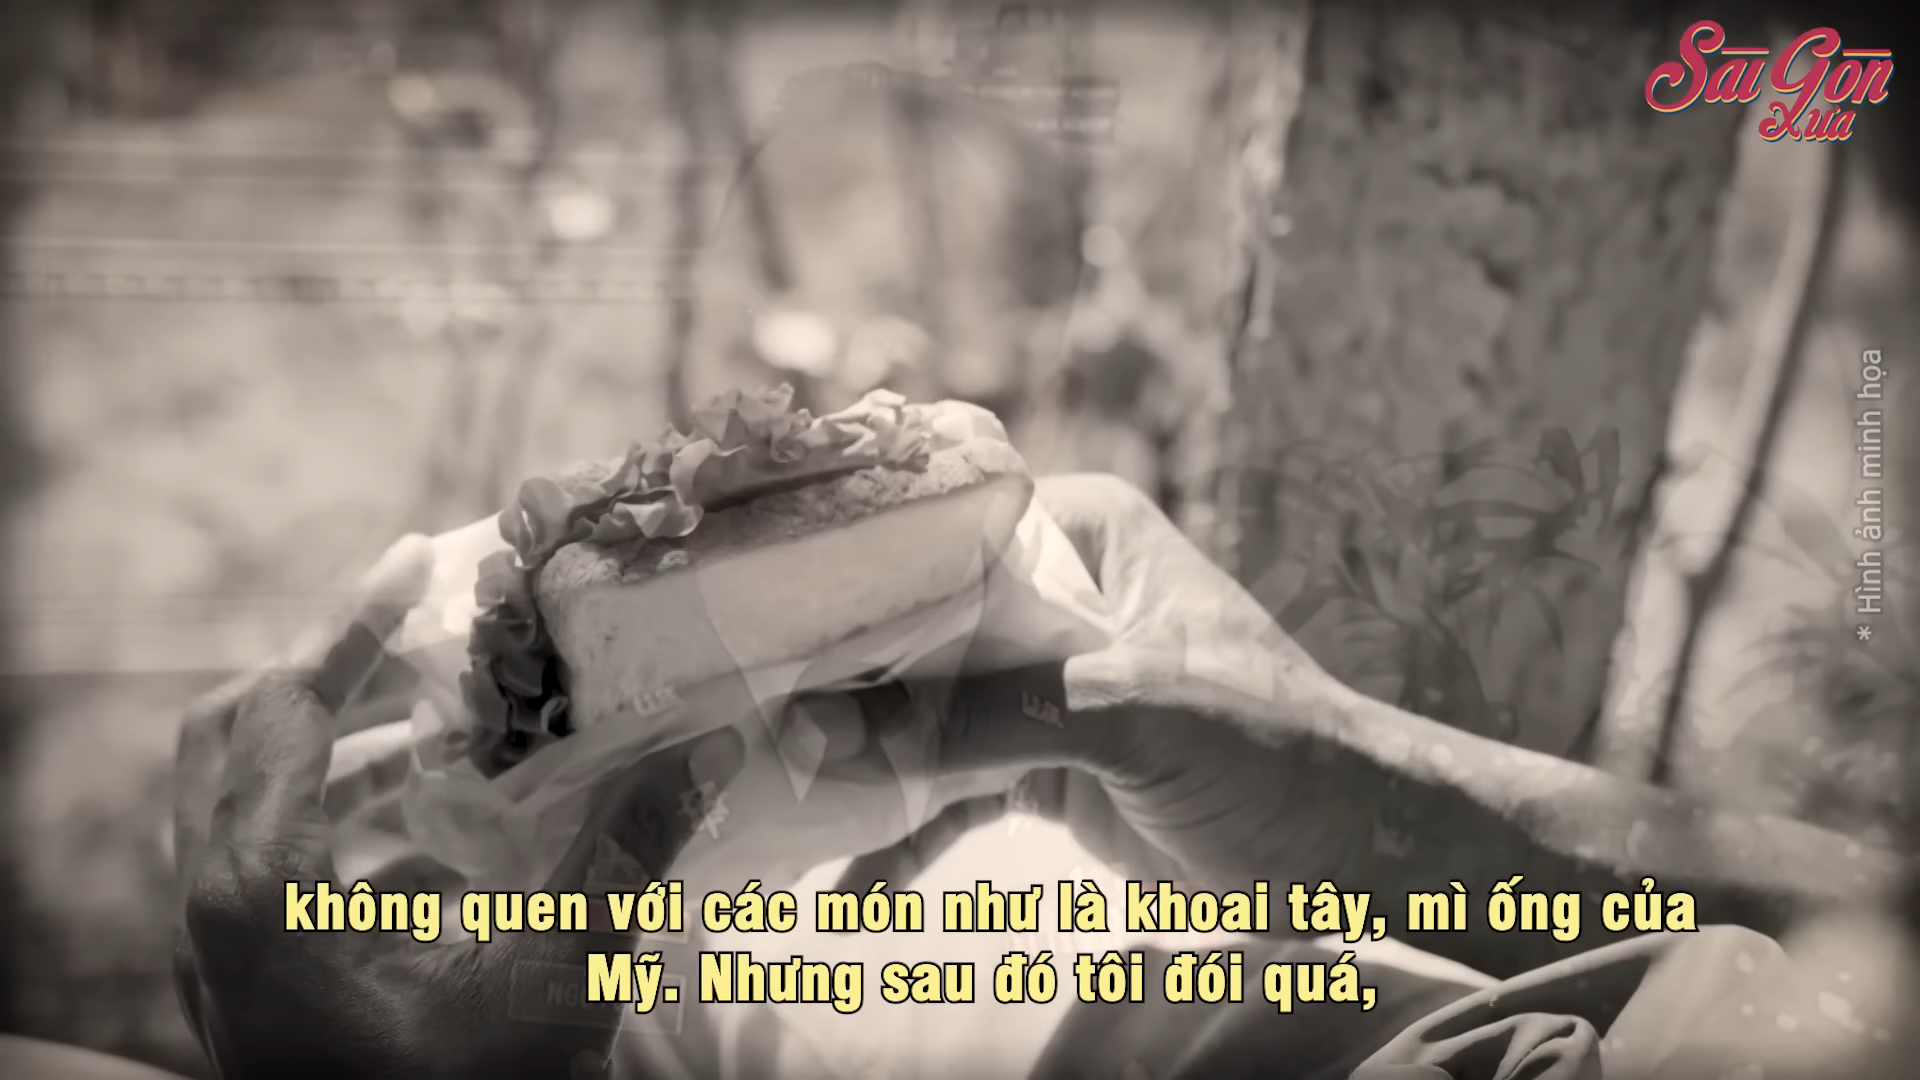 Sài Gòn
Xưa
* Hình ảnh minh họa
không quen với các món như là khoai tây, mì ống của
Mỹ. Nhưng sau đó tôi đói quá,